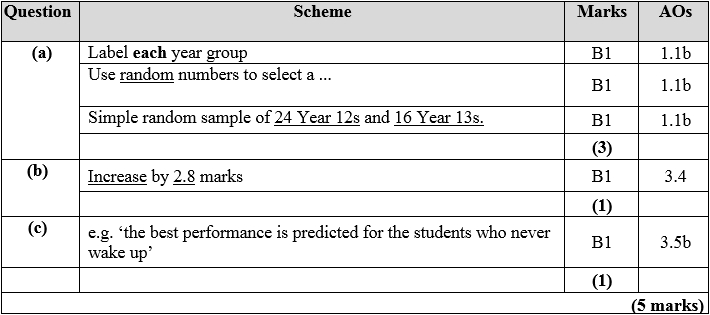 Question Scheme Marks AOs
(a) Label each year group B1 1.1b
Use random numbers to select a ... B1 1.1b
Simple random sample of 24 Year 12s and 16 Year 13s. B1 1.1b
(3)
(b) Increase by 2.8 marks B1 3.4
(1)
(c) e.g. ‘the best performance is predicted for the students who never
wake up’ B1 3.5b
(1)
(5 marks)